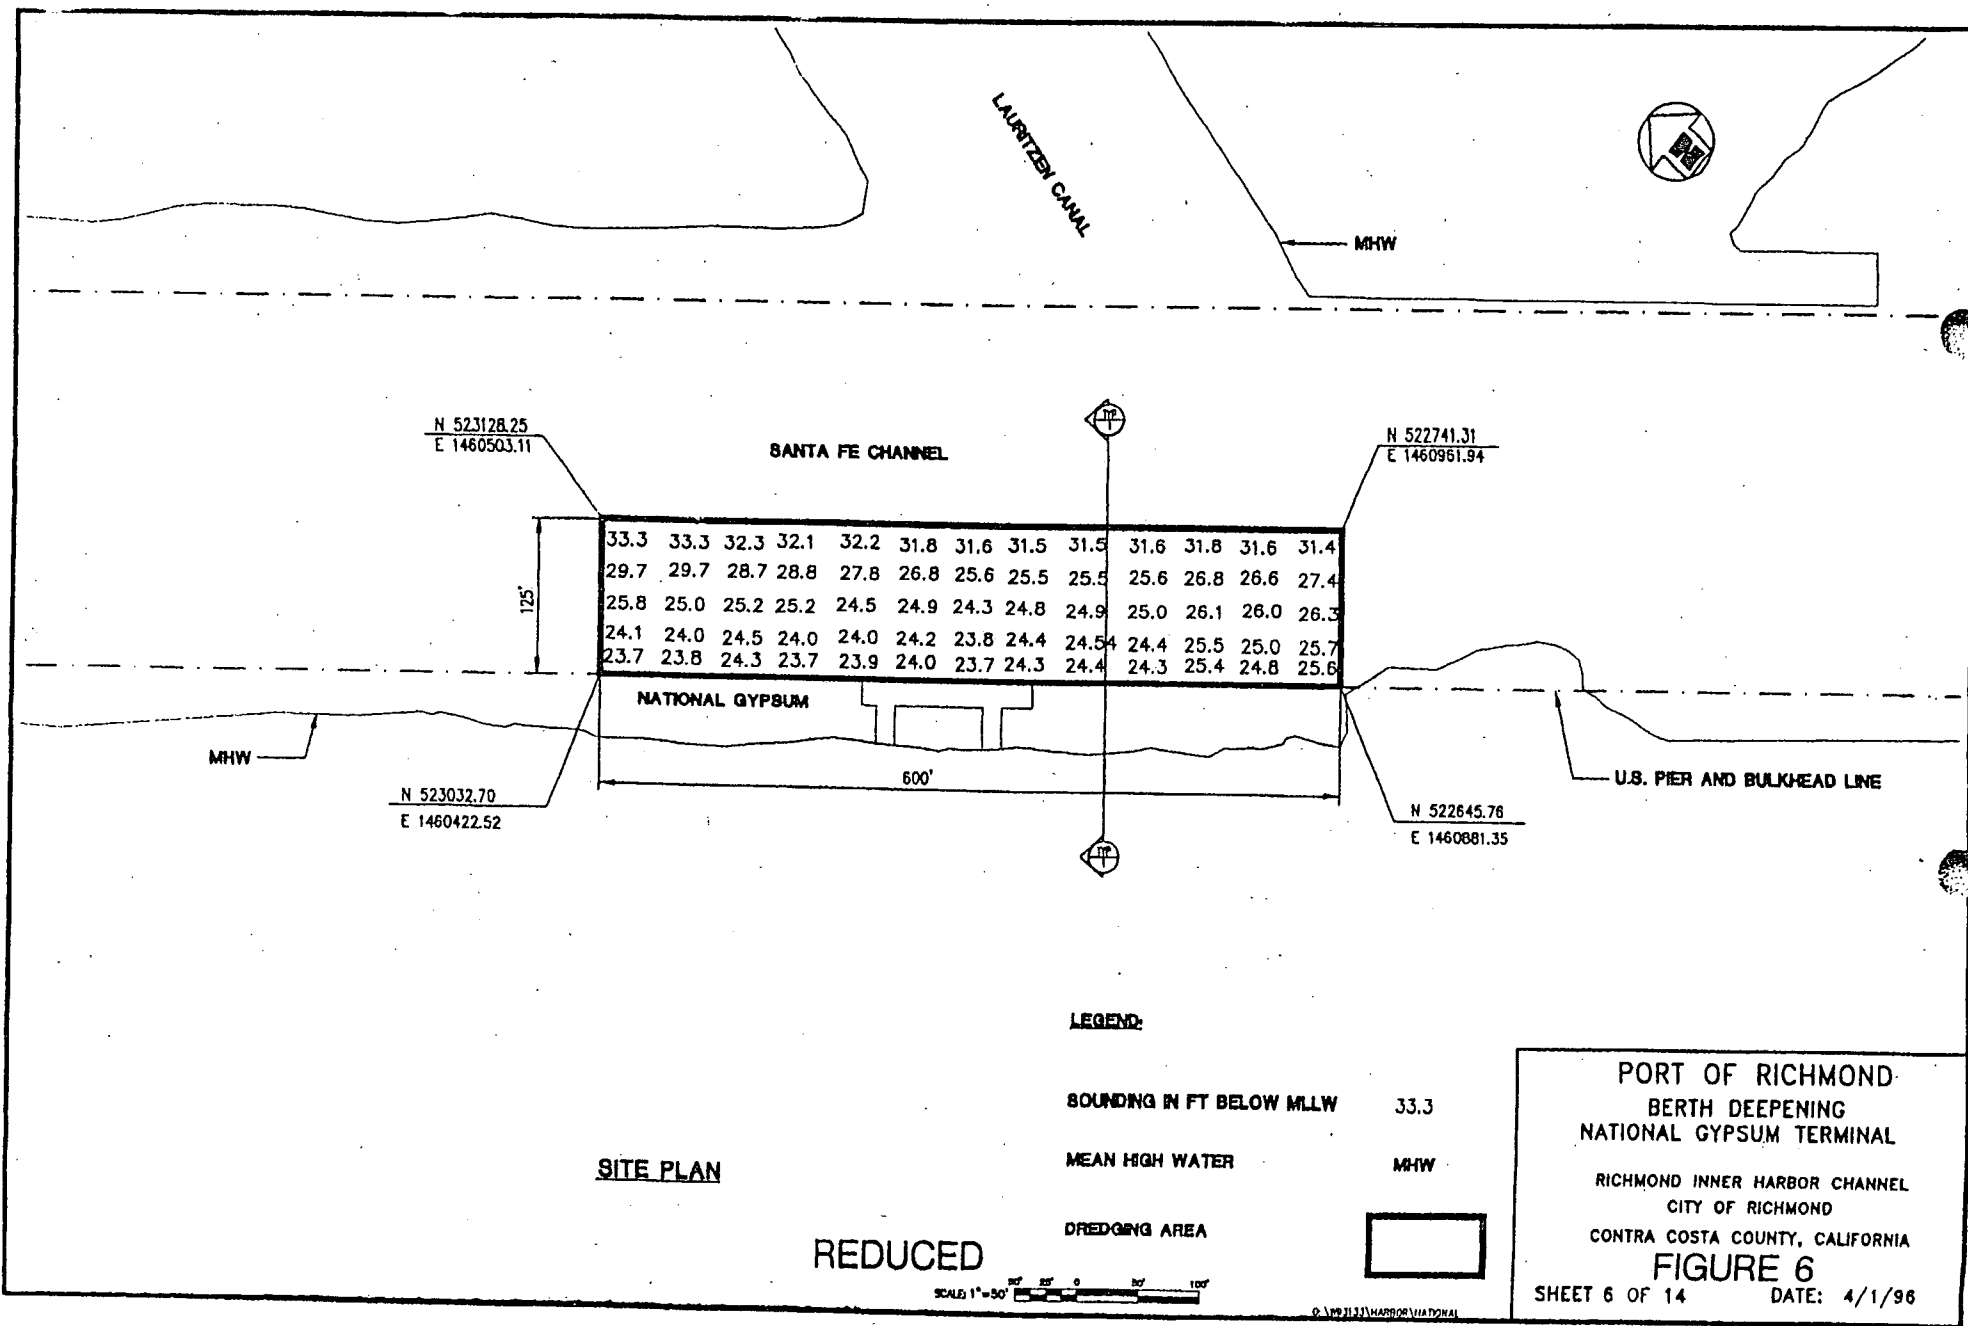 LAURITZEN CANAL
MHW
N 523128.25
E 1460503.11
SANTA FE CHANNEL
N 522741.31
E 1460961.94
125'
33.3 33.3 32.3 32.1 32.2 31.8 31.6 31.5 31.5 31.6 31.8 31.6 31.4
29.7 29.7 28.7 28.8 27.8 26.8 25.6 25.5 25.5 25.6 26.8 26.6 27.4
25.8 25.0 25.2 25.2 24.5 24.9 24.3 24.8 24.9 25.0 26.1 26.0 26.3
24.1 24.0 24.5 24.0 24.0 24.2 23.8 24.4 24.54 24.4 25.5 25.0 25.7
23.7 23.8 24.3 23.7 23.9 24.0 23.7 24.3 24.4 24.3 25.4 24.8 25.6
NATIONAL GYPSUM
MHW
600'
U.S. PIER AND BULKHEAD LINE
N 523032.70
E 1460422.52
N 522645.76
E 1460881.35
LEGEND:
SOUNDING IN FT BELOW MLLW 33.3
MEAN HIGH WATER MHW
DREDGING AREA
SITE PLAN
REDUCED
SCALE: 1"=50' 50' 25' 0 50' 100'
PORT OF RICHMOND
BERTH DEEPENING
NATIONAL GYPSUM TERMINAL
RICHMOND INNER HARBOR CHANNEL
CITY OF RICHMOND
CONTRA COSTA COUNTY, CALIFORNIA
FIGURE 6
SHEET 6 OF 14 DATE: 4/1/96